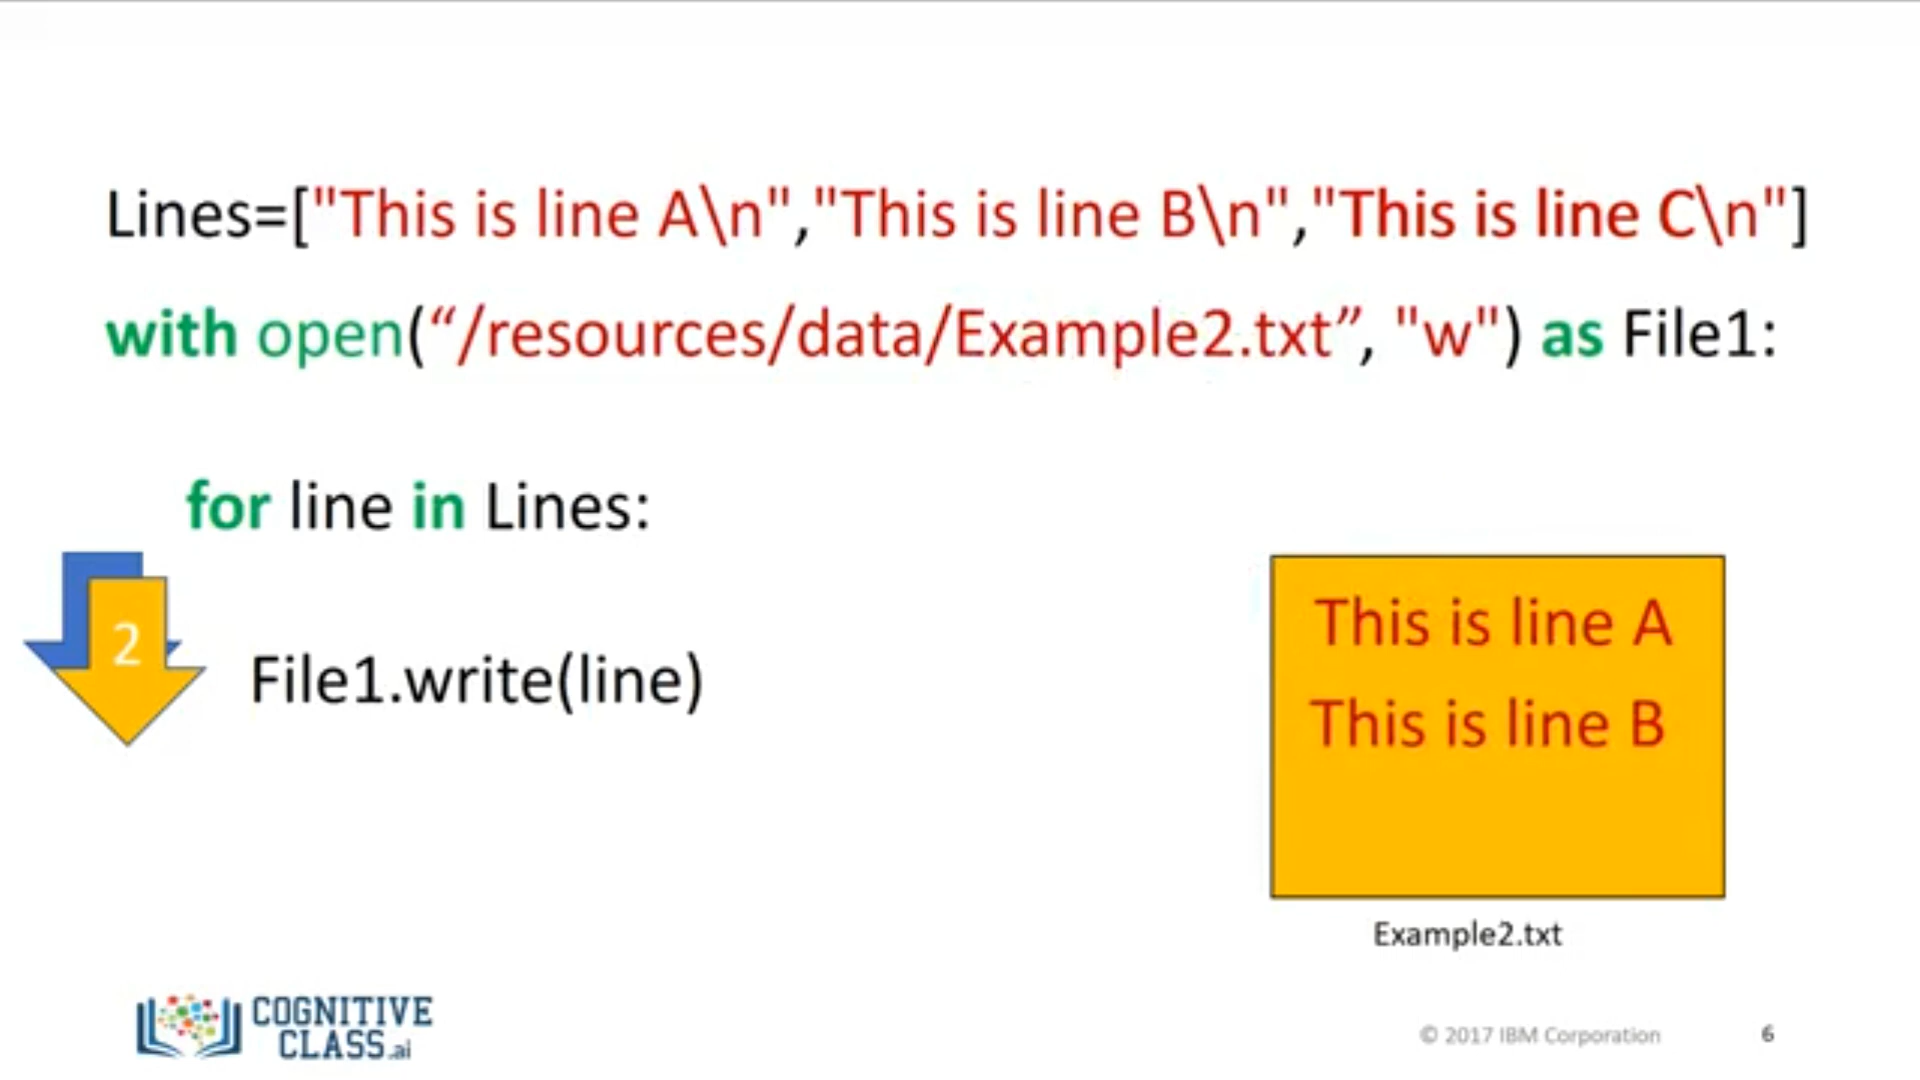 Lines=["This is line A\n","This is line B\n","This is line C\n"]
with open(“/resources/data/Example2.txt”, "w") as File1:
for line in Lines:
2
File1.write(line)
This is line A
This is line B
Example2.txt
COGNITIVE
CLASS.ai
© 2017 IBM Corporation
6